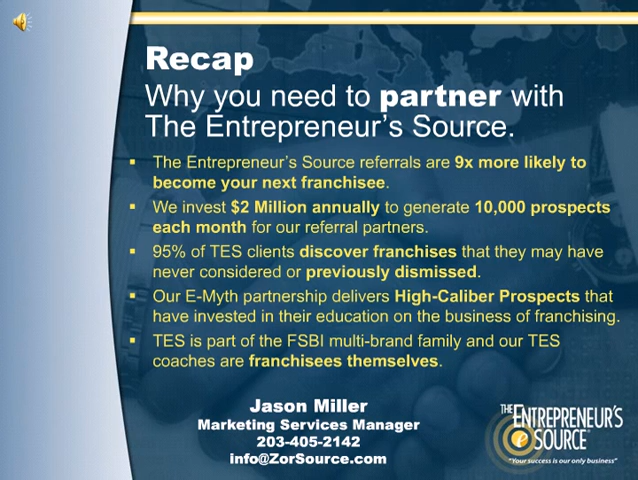 Recap
Why you need to partner with
The Entrepreneur's Source.
▪ The Entrepreneur's Source referrals are 9x more likely to
become your next franchisee.
▪ We invest $2 Million annually to generate 10,000 prospects
each month for our referral partners.
▪ 95% of TES clients discover franchises that they may have
never considered or previously dismissed.
▪ Our E-Myth partnership delivers High-Caliber Prospects that
have invested in their education on the business of franchising.
▪ TES is part of the FSBI multi-brand family and our TES
coaches are franchisees themselves.
Jason Miller
Marketing Services Manager
203-405-2142
info@ZorSource.com
THE ENTREPRENEUR'S
e SOURCE
"Your success is our only business"